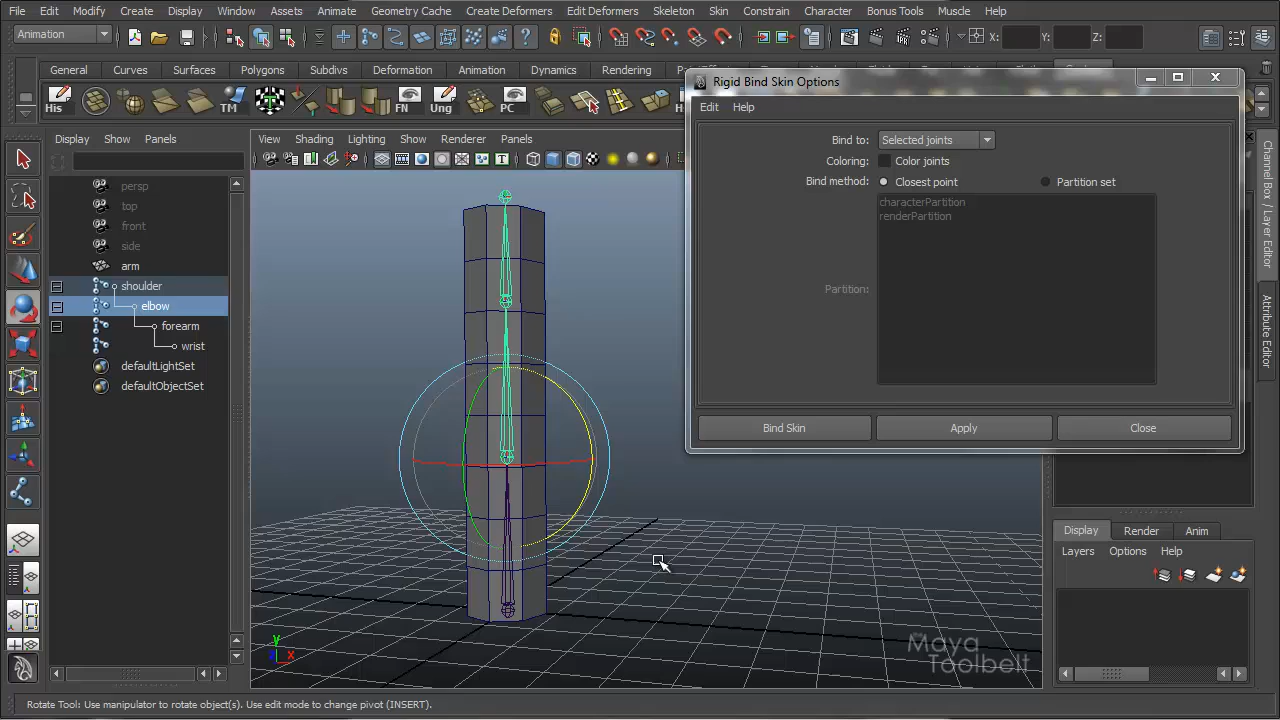 File Edit Modify Create Display Window Assets Animate Geometry Cache Create Deformers Edit Deformers Skeleton Skin Constrain Character Bonus Tools Muscle Help
Animation
X: Y: Z:
General Curves Surfaces Subdivs Polygons Deformation Animation Dynamics Rendering
His TM FN Ung PC
Rigid Bind Skin Options
Edit Help
Bind to: Selected joints
Coloring: Color joints
Bind method: Closest point Partition set
characterPartition
renderPartition
Partition:
Bind Skin Apply Close
Display Show Panels
persp
top
front
side
arm
shoulder
elbow
forearm
wrist
defaultLightSet
defaultObjectSet
View Shading Lighting Show Renderer Panels
y
z x
Maya
Toolbelt
Channel Box / Layer Editor
Attribute Editor
Display Render Anim
Layers Options Help
Rotate Tool: Use manipulator to rotate object(s). Use edit mode to change pivot (INSERT).